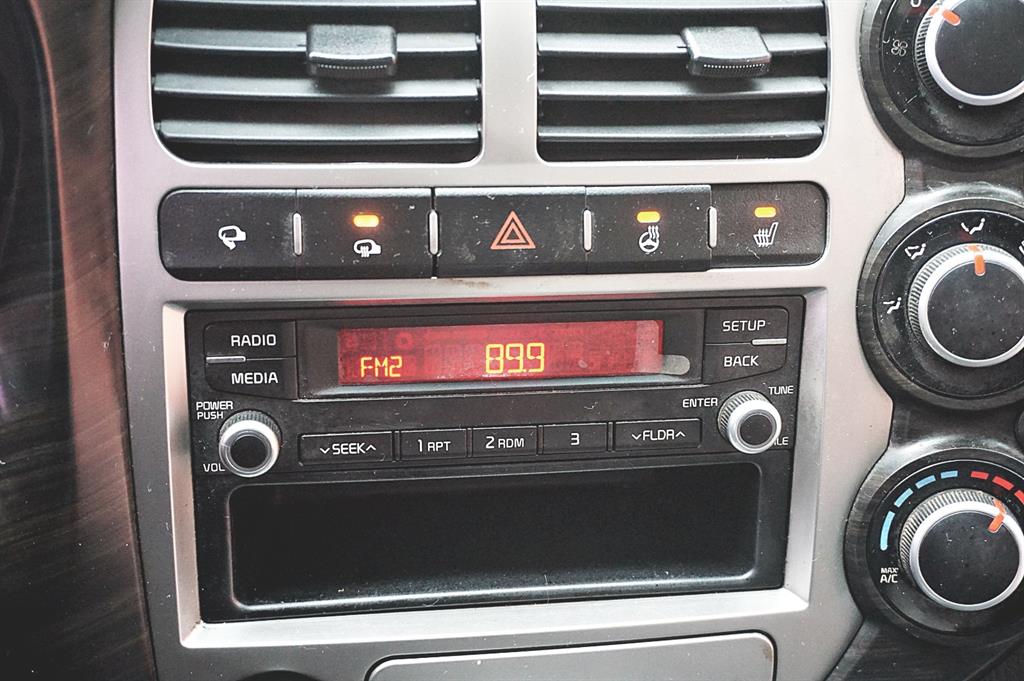 RADIO
MEDIA
FM2 89.9
SETUP
BACK
POWER
PUSH
VOL
SEEK
1 RPT
2 RDM
3
FLDR
ENTER
TUNE
MAX
A/C